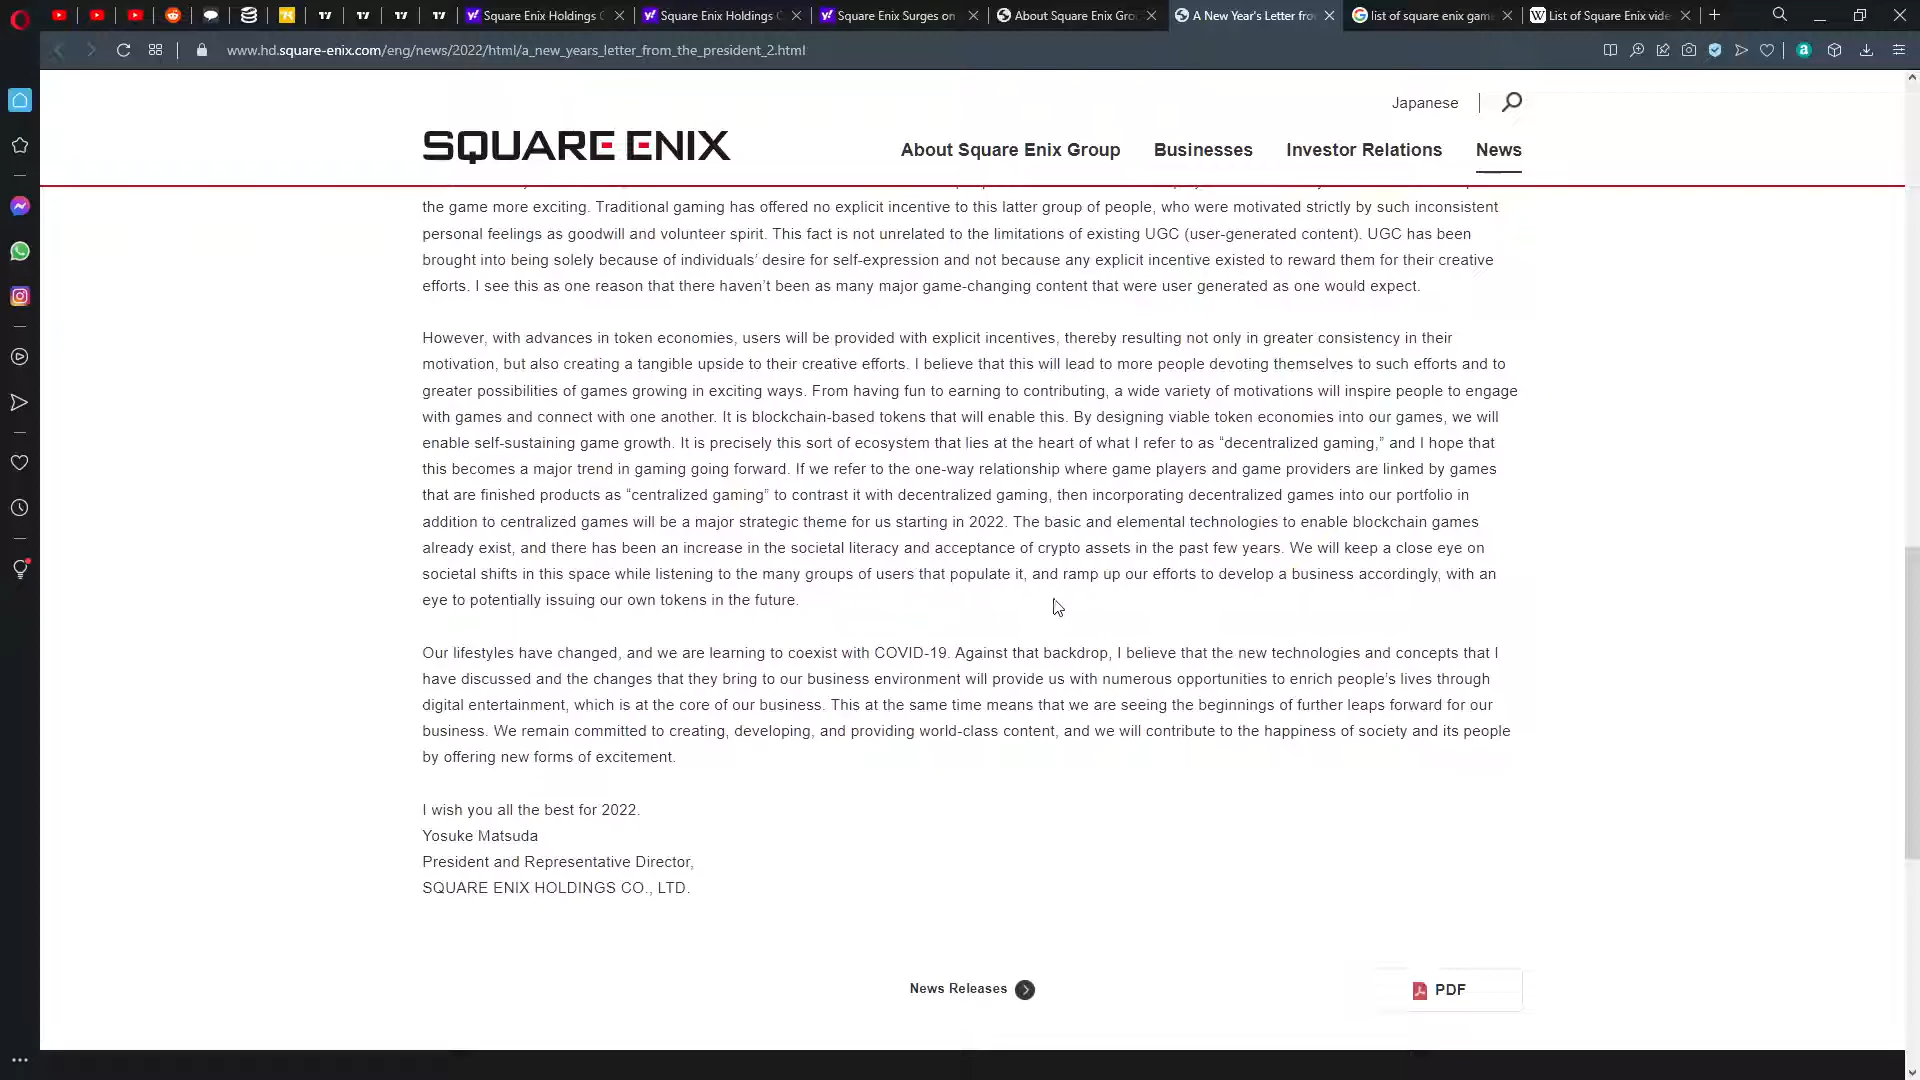 Square Enix Holdings C
Square Enix Holdings C
Square Enix Surges on
About Square Enix Gro
A New Year's Letter fro
list of square enix gam
List of Square Enix vide
www.hd.square-enix.com/eng/news/2022/html/a_new_years_letter_from_the_president_2.html
Japanese
SQUARE ENIX
About Square Enix Group
Businesses
Investor Relations
News
the game more exciting. Traditional gaming has offered no explicit incentive to this latter group of people, who were motivated strictly by such inconsistent
personal feelings as goodwill and volunteer spirit. This fact is not unrelated to the limitations of existing UGC (user-generated content). UGC has been
brought into being solely because of individuals’ desire for self-expression and not because any explicit incentive existed to reward them for their creative
efforts. I see this as one reason that there haven’t been as many major game-changing content that were user generated as one would expect.
However, with advances in token economies, users will be provided with explicit incentives, thereby resulting not only in greater consistency in their
motivation, but also creating a tangible upside to their creative efforts. I believe that this will lead to more people devoting themselves to such efforts and to
greater possibilities of games growing in exciting ways. From having fun to earning to contributing, a wide variety of motivations will inspire people to engage
with games and connect with one another. It is blockchain-based tokens that will enable this. By designing viable token economies into our games, we will
enable self-sustaining game growth. It is precisely this sort of ecosystem that lies at the heart of what I refer to as “decentralized gaming,” and I hope that
this becomes a major trend in gaming going forward. If we refer to the one-way relationship where game players and game providers are linked by games
that are finished products as “centralized gaming” to contrast it with decentralized gaming, then incorporating decentralized games into our portfolio in
addition to centralized games will be a major strategic theme for us starting in 2022. The basic and elemental technologies to enable blockchain games
already exist, and there has been an increase in the societal literacy and acceptance of crypto assets in the past few years. We will keep a close eye on
societal shifts in this space while listening to the many groups of users that populate it, and ramp up our efforts to develop a business accordingly, with an
eye to potentially issuing our own tokens in the future.
Our lifestyles have changed, and we are learning to coexist with COVID-19. Against that backdrop, I believe that the new technologies and concepts that I
have discussed and the changes that they bring to our business environment will provide us with numerous opportunities to enrich people’s lives through
digital entertainment, which is at the core of our business. This at the same time means that we are seeing the beginnings of further leaps forward for our
business. We remain committed to creating, developing, and providing world-class content, and we will contribute to the happiness of society and its people
by offering new forms of excitement.
I wish you all the best for 2022.
Yosuke Matsuda
President and Representative Director,
SQUARE ENIX HOLDINGS CO., LTD.
News Releases
PDF